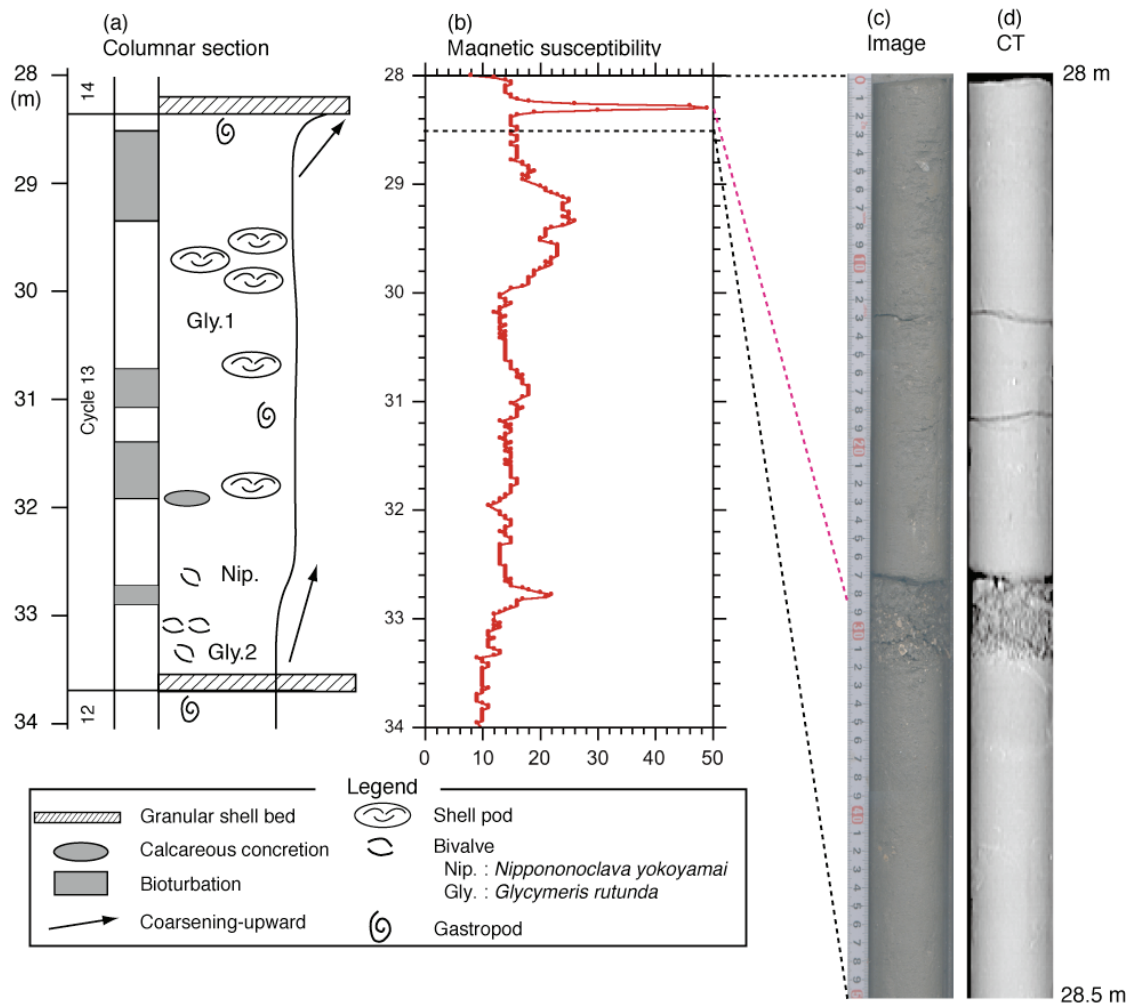 (a)
Columnar section
(b)
Magnetic susceptibility
(c)
Image
(d)
CT
28
(m)
29
30
31
32
33
34
14
Cycle 13
12
Gly.1
Nip.
Gly.2
28
29
30
31
32
33
34
0 10 20 30 40 50
28 m
28.5 m
Legend
Granular shell bed
Calcareous concretion
Bioturbation
Coarsening-upward
Shell pod
Bivalve
Nip. : Nippononoclava yokoyamai
Gly. : Glycymeris rutunda
Gastropod